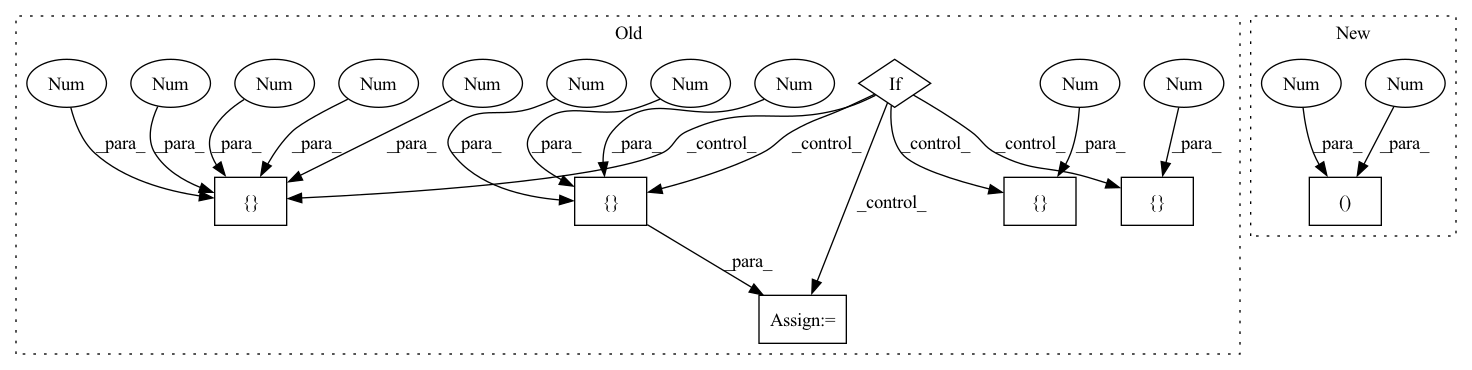 Old New
Num Num Num Num Num Num Num Num If Num Num Num Num
_para_ _para_ _para_ _para_ _para_ _para_ _para_ _para_ _control_ _control_ _control_ _para_ _control_ _para_ _para_ _para_
{} {} _control_ {} {} ()
_para_
Assign:=